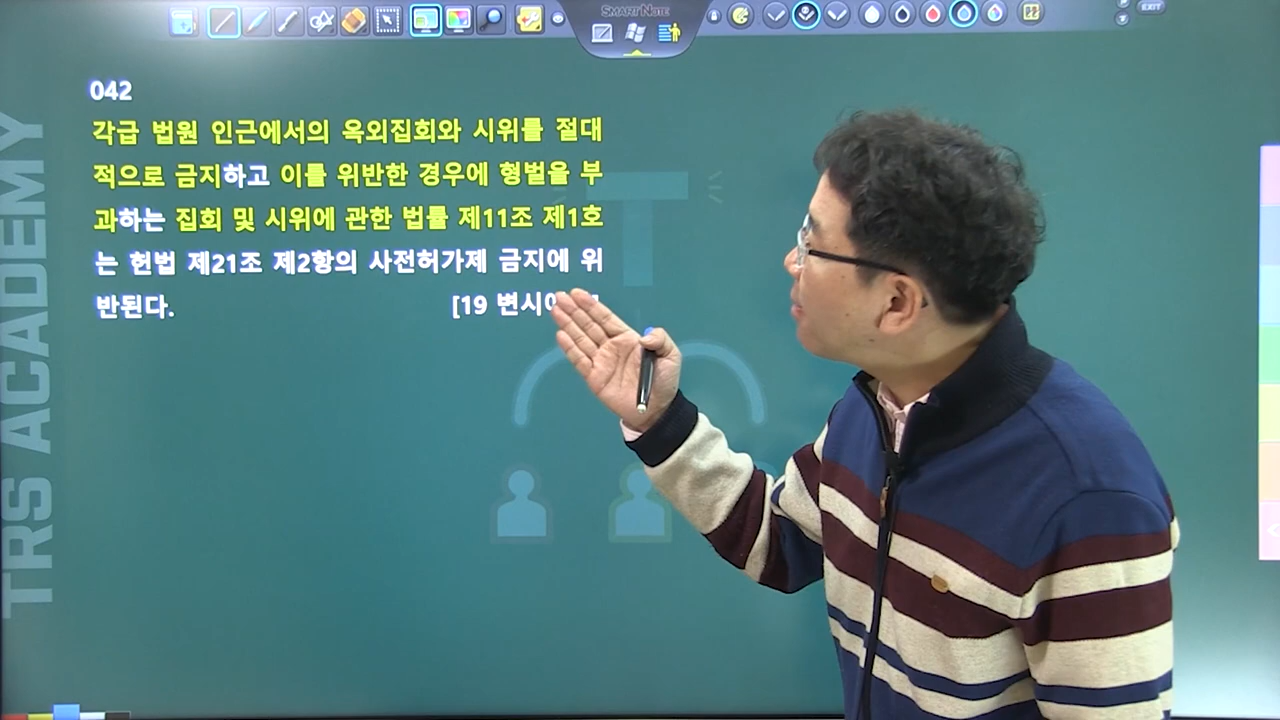 SMART NOTE
EXIT
042
각급 법원 인근에서의 옥외집회와 시위를 절대
적으로 금지하고 이를 위반한 경우에 형벌을 부
과하는 집회 및 시위에 관한 법률 제11조 제1호
는 헌법 제21조 제2항의 사전허가제 금지에 위
반된다.
[19 변시
TRS ACADEMY